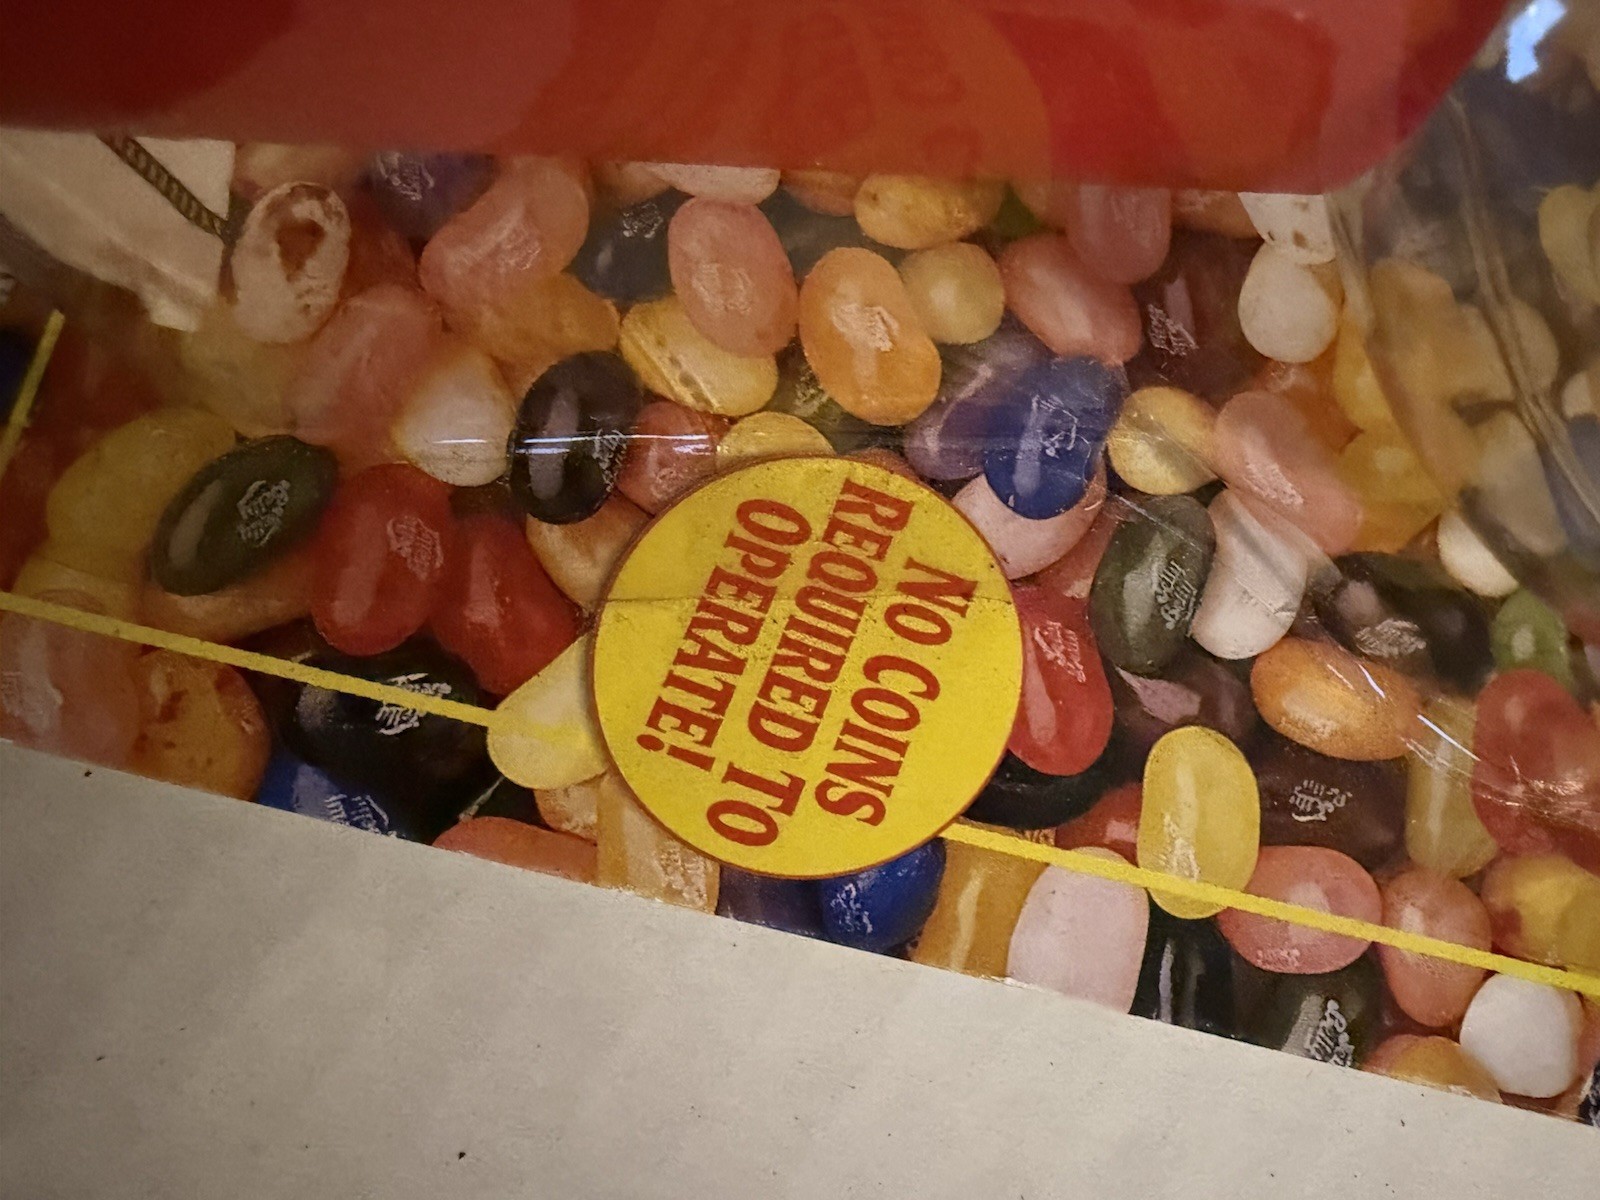 NO COINS
REQUIRED TO
OPERATE!